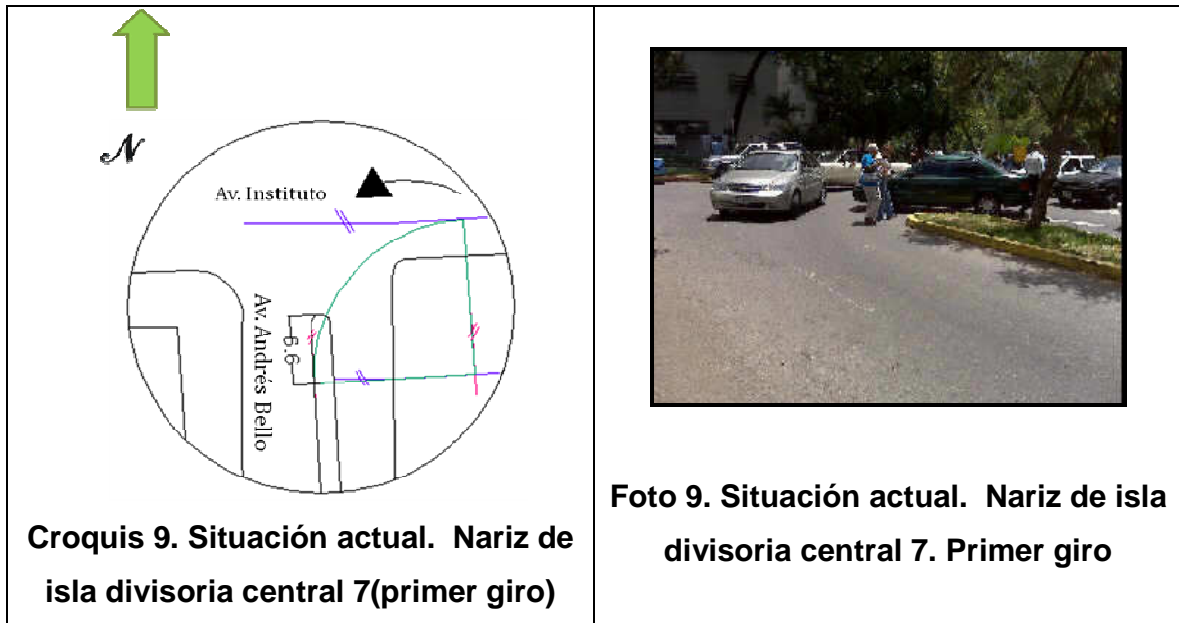 N
Av. Instituto
Av. Andrés Bello
6.6
Croquis 9. Situación actual.  Nariz de
isla divisoria central 7(primer giro)
Foto 9. Situación actual.  Nariz de isla
divisoria central 7. Primer giro